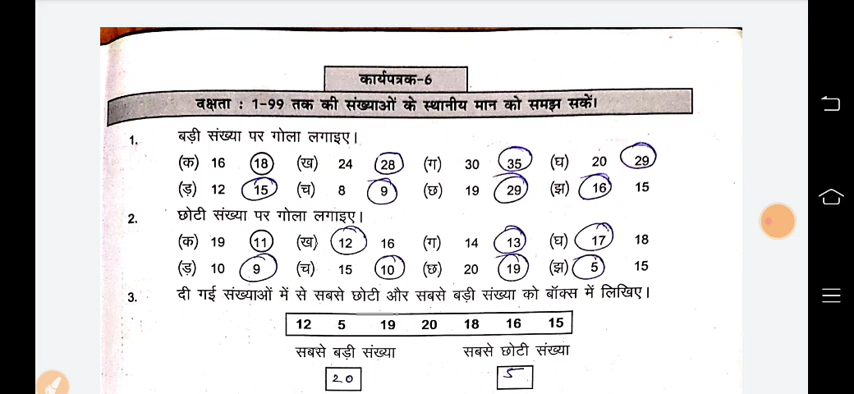 कार्यपत्रक-6
दक्षता : 1-99 तक की संख्याओं के स्थानीय मान को समझ सकें।
1. बड़ी संख्या पर गोला लगाइए।
(क) 16 18 (ख) 24 28 (ग) 30 35 (घ) 20 29
(ड़) 12 15 (च) 8 9 (छ) 19 29 (झ) 16 15
2. छोटी संख्या पर गोला लगाइए।
(क) 19 11 (ख) 12 16 (ग) 14 13 (घ) 17 18
(ड़) 10 9 (च) 15 10 (छ) 20 19 (झ) 5 15
3. दी गई संख्याओं में से सबसे छोटी और सबसे बड़ी संख्या को बॉक्स में लिखिए।
12 5 19 20 18 16 15
सबसे बड़ी संख्या सबसे छोटी संख्या
20 5